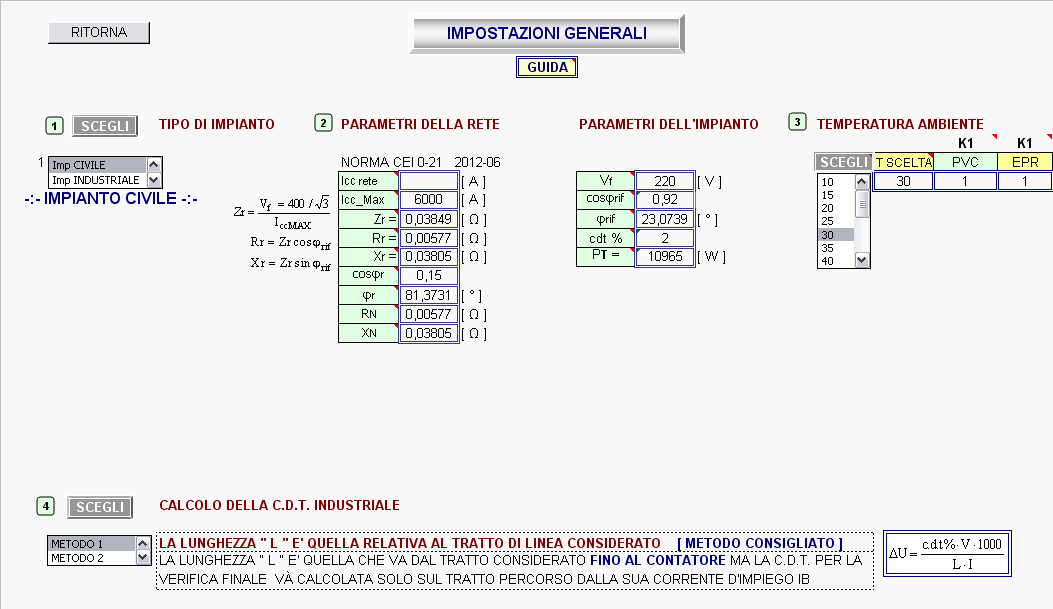 RITORNA
IMPOSTAZIONI GENERALI
GUIDA
1 SCEGLI TIPO DI IMPIANTO
1 Imp CIVILE
Imp INDUSTRIALE
-:- IMPIANTO CIVILE -:-
2 PARAMETRI DELLA RETE
NORMA CEI 0-21 2012-06
Zr = Vf = 400 / √3
IccMAX
Rr = Zr cosφrif
Xr = Zr sin φrif
Icc rete [ A ]
Icc_Max 6000 [ A ]
Zr = 0,03849 [ Ω ]
Rr = 0,00577 [ Ω ]
Xr = 0,03805 [ Ω ]
cosφr 0,15
φr 81,3731 [ ° ]
RN 0,00577 [ Ω ]
XN 0,03805 [ Ω ]
PARAMETRI DELL'IMPIANTO
Vf 220 [ V ]
cosφrif 0,92
φrif 23,0739 [ ° ]
cdt % 2
PT = 10965 [ W ]
3 TEMPERATURA AMBIENTE
K1 K1
SCEGLI T SCELTA PVC EPR
30 1 1
10
15
20
25
30
35
40
4 SCEGLI CALCOLO DELLA C.D.T. INDUSTRIALE
METODO 1
METODO 2
LA LUNGHEZZA " L " E' QUELLA RELATIVA AL TRATTO DI LINEA CONSIDERATO [ METODO CONSIGLIATO ]
LA LUNGHEZZA " L " E' QUELLA CHE VA DAL TRATTO CONSIDERATO FINO AL CONTATORE MA LA C.D.T. PER LA
VERIFICA FINALE VÀ CALCOLATA SOLO SUL TRATTO PERCORSO DALLA SUA CORRENTE D'IMPIEGO IB
ΔU = c.d.t% · V · 1000
L · I